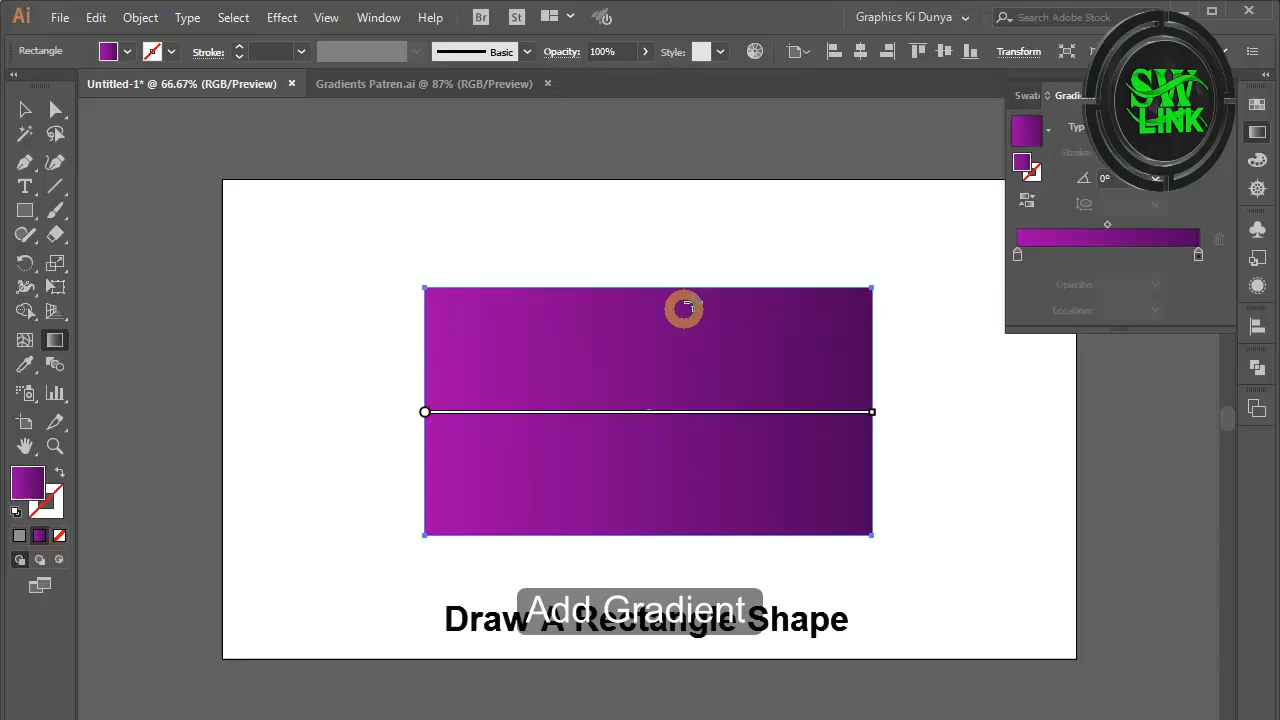 Ai File Edit Object Type Select Effect View Window Help Br St Graphics Ki Dunya Search Adobe Stock
Rectangle Stroke: Basic Opacity: 100% Style: Transform
Untitled-1* @ 66.67% (RGB/Preview) × Gradients Patren.ai @ 87% (RGB/Preview) ×
Swatc Gradi
Typ
Stroke:
0°
Opacity:
Location:
SW
LINK
Add Gradient
Draw A Rectangle Shape